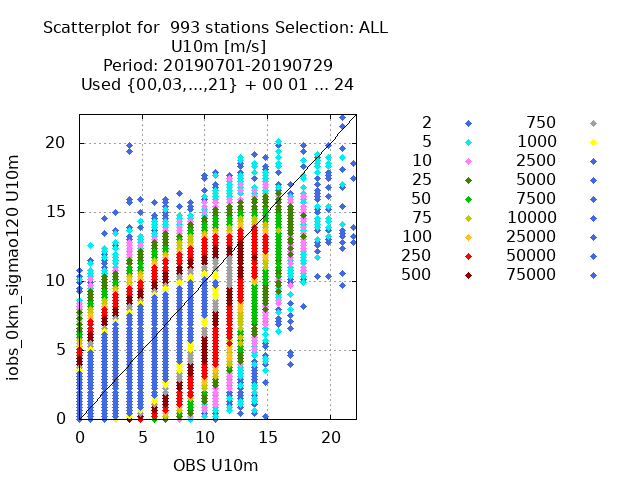 Scatterplot for  993 stations Selection: ALL
U10m [m/s]
Period: 20190701-20190729
Used {00,03,...,21} + 00 01 ... 24
iobs_0km_sigmao120 U10m
20
15
10
5
0
0 5 10 15 20
OBS U10m
2 750
5 1000
10 2500
25 5000
50 7500
75 10000
100 25000
250 50000
500 75000